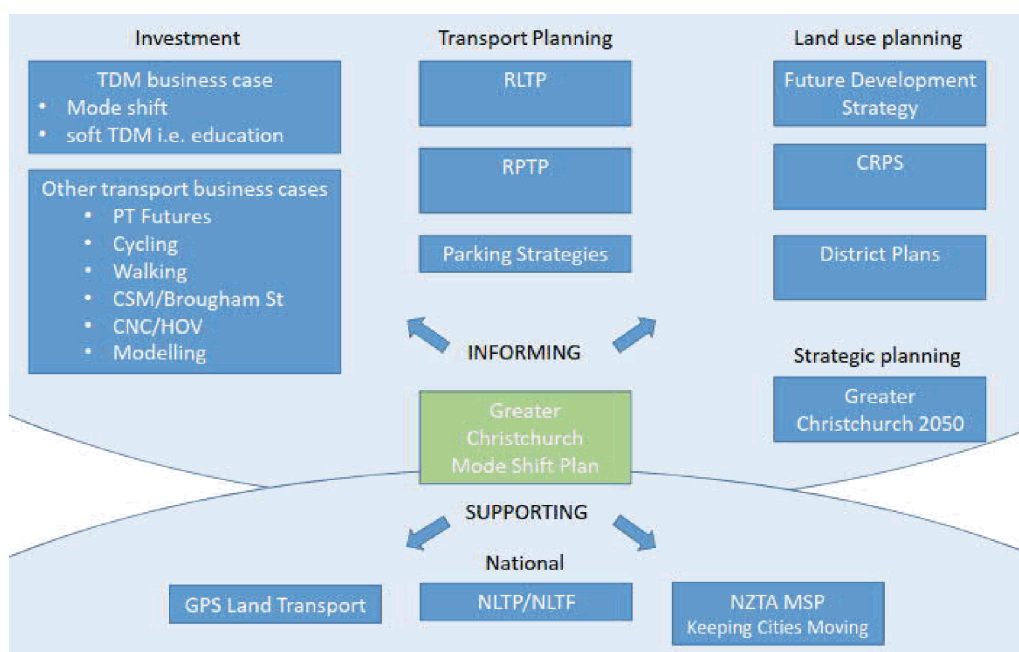 Investment
TDM business case
• Mode shift
• soft TDM i.e. education
Other transport business cases
• PT Futures
• Cycling
• Walking
• CSM/Brougham St
• CNC/HOV
• Modelling
Transport Planning
RLTP
RPTP
Parking Strategies
Land use planning
Future Development
Strategy
CRPS
District Plans
Strategic planning
Greater
Christchurch 2050
INFORMING
Greater
Christchurch
Mode Shift Plan
SUPPORTING
National
GPS Land Transport
NLTP/NLTF
NZTA MSP
Keeping Cities Moving